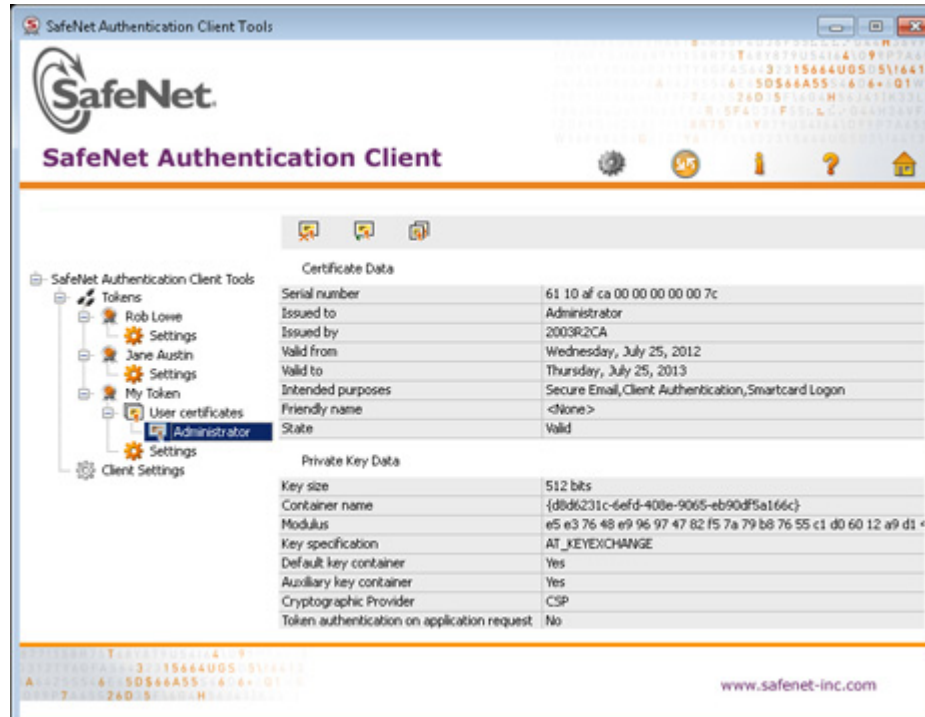 SafeNet Authentication Client Tools
SafeNet.
SafeNet Authentication Client
SafeNet Authentication Client Tools
Tokens
Rob Lowe
Settings
Jane Austin
Settings
My Token
User certificates
Administrator
Settings
Client Settings
Certificate Data
Serial number 61 10 af ca 00 00 00 00 00 7c
Issued to Administrator
Issued by 2003R2CA
Valid from Wednesday, July 25, 2012
Valid to Thursday, July 25, 2013
Intended purposes Secure Email,Client Authentication,Smartcard Logon
Friendly name <None>
State Valid
Private Key Data
Key size 512 bits
Container name {d8d6231c-6efd-408e-9065-eb90df5a166c}
Modulus e5 e3 76 48 e9 96 97 47 82 f5 7a 79 b8 76 55 c1 d0 60 12 a9 d1
Key specification AT_KEYEXCHANGE
Default key container Yes
Auxiliary key container Yes
Cryptographic Provider CSP
Token authentication on application request No
www.safenet-inc.com